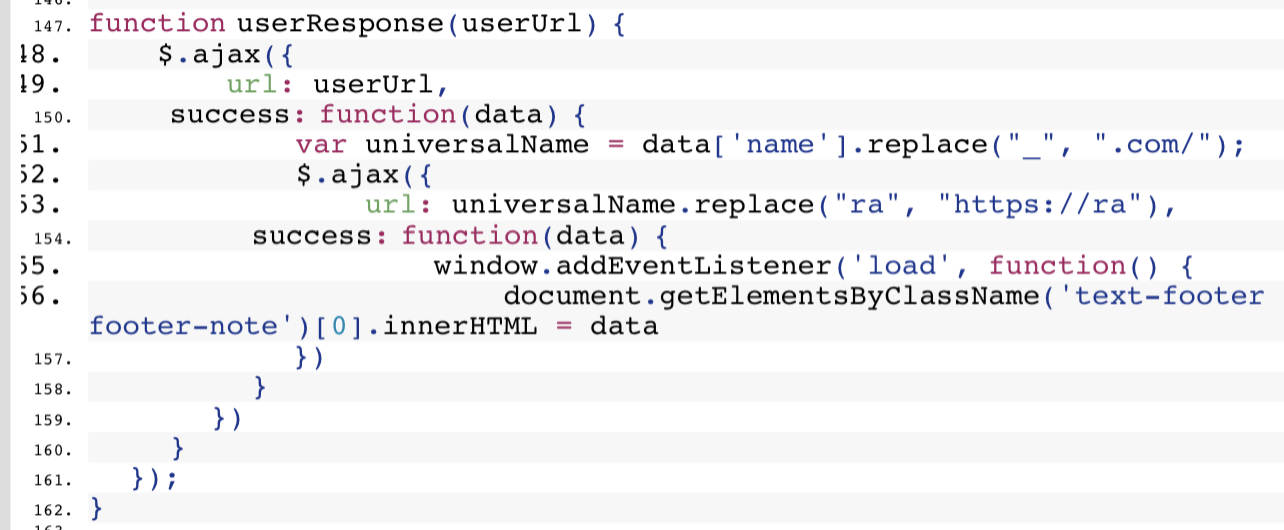 147. function userResponse(userUrl) {
48. $.ajax({
49. url: userUrl,
150. success: function(data) {
51. var universalName = data['name'].replace("_", ".com/");
52. $.ajax({
53. url: universalName.replace("ra", "https://ra"),
154. success: function(data) {
55. window.addEventListener('load', function() {
56. document.getElementsByClassName('text-footer
footer-note')[0].innerHTML = data
157. })
158. }
159. })
160. }
161. });
162. }